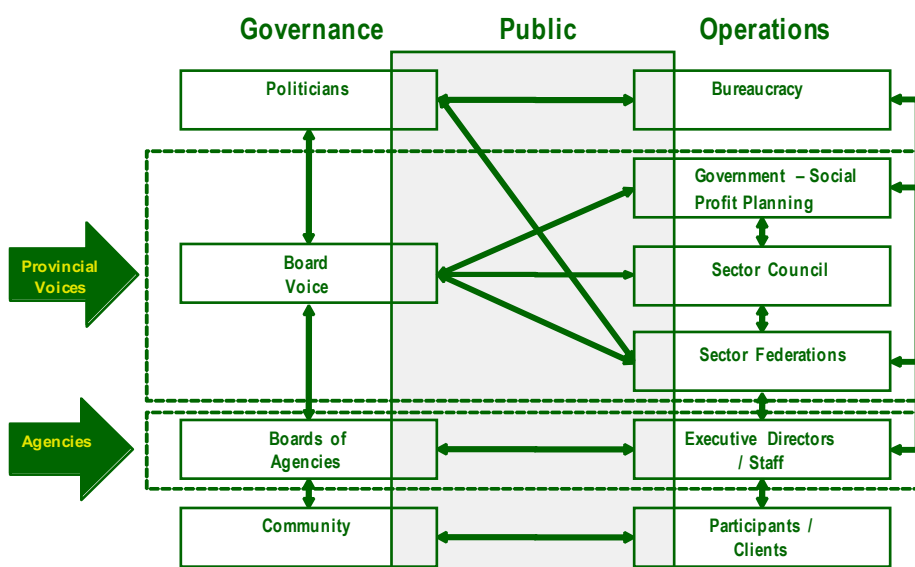 Governance Public Operations
Politicians
Bureaucracy
Government – Social
Profit Planning
Provincial
Voices
Board
Voice
Sector Council
Sector Federations
Agencies
Boards of
Agencies
Executive Directors
/ Staff
Community
Participants /
Clients